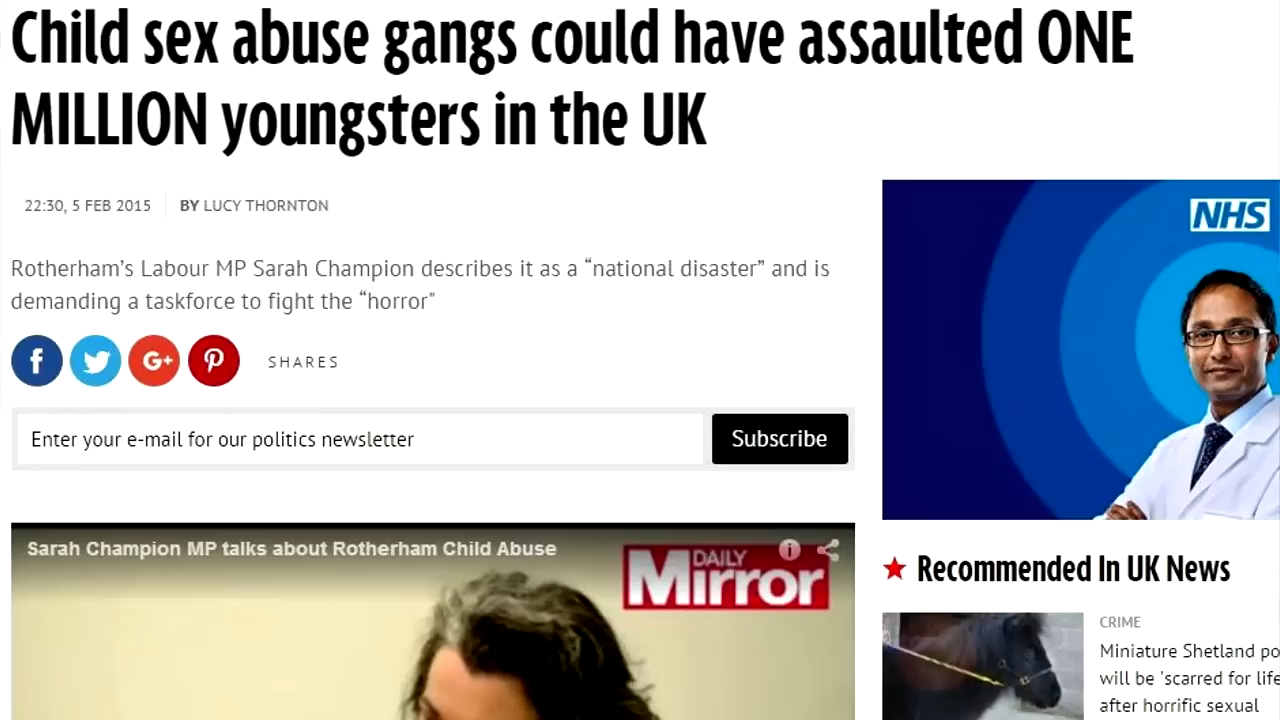 Child sex abuse gangs could have assaulted ONE
MILLION youngsters in the UK
22:30, 5 FEB 2015
BY LUCY THORNTON
Rotherham's Labour MP Sarah Champion describes it as a “national disaster” and is
demanding a taskforce to fight the “horror"
SHARES
Enter your e-mail for our politics newsletter
Subscribe
Sarah Champion MP talks about Rotherham Child Abuse
DAILY
Mirror
NHS
Recommended In UK News
CRIME
Miniature Shetland po
will be 'scarred for life
after horrific sexual